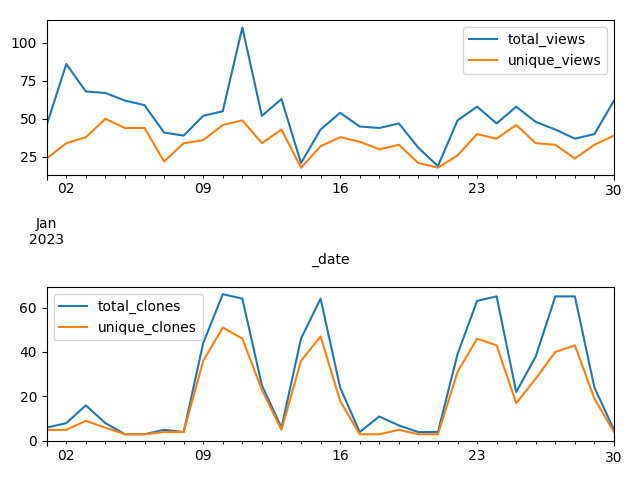 100
75
50
25
total_views
unique_views
02 09 16 23 30
Jan
2023
_date
60
40
20
0
total_clones
unique_clones
02 09 16 23 30